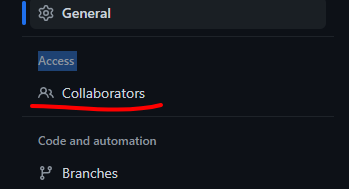 General
Access
Collaborators
Code and automation
Branches